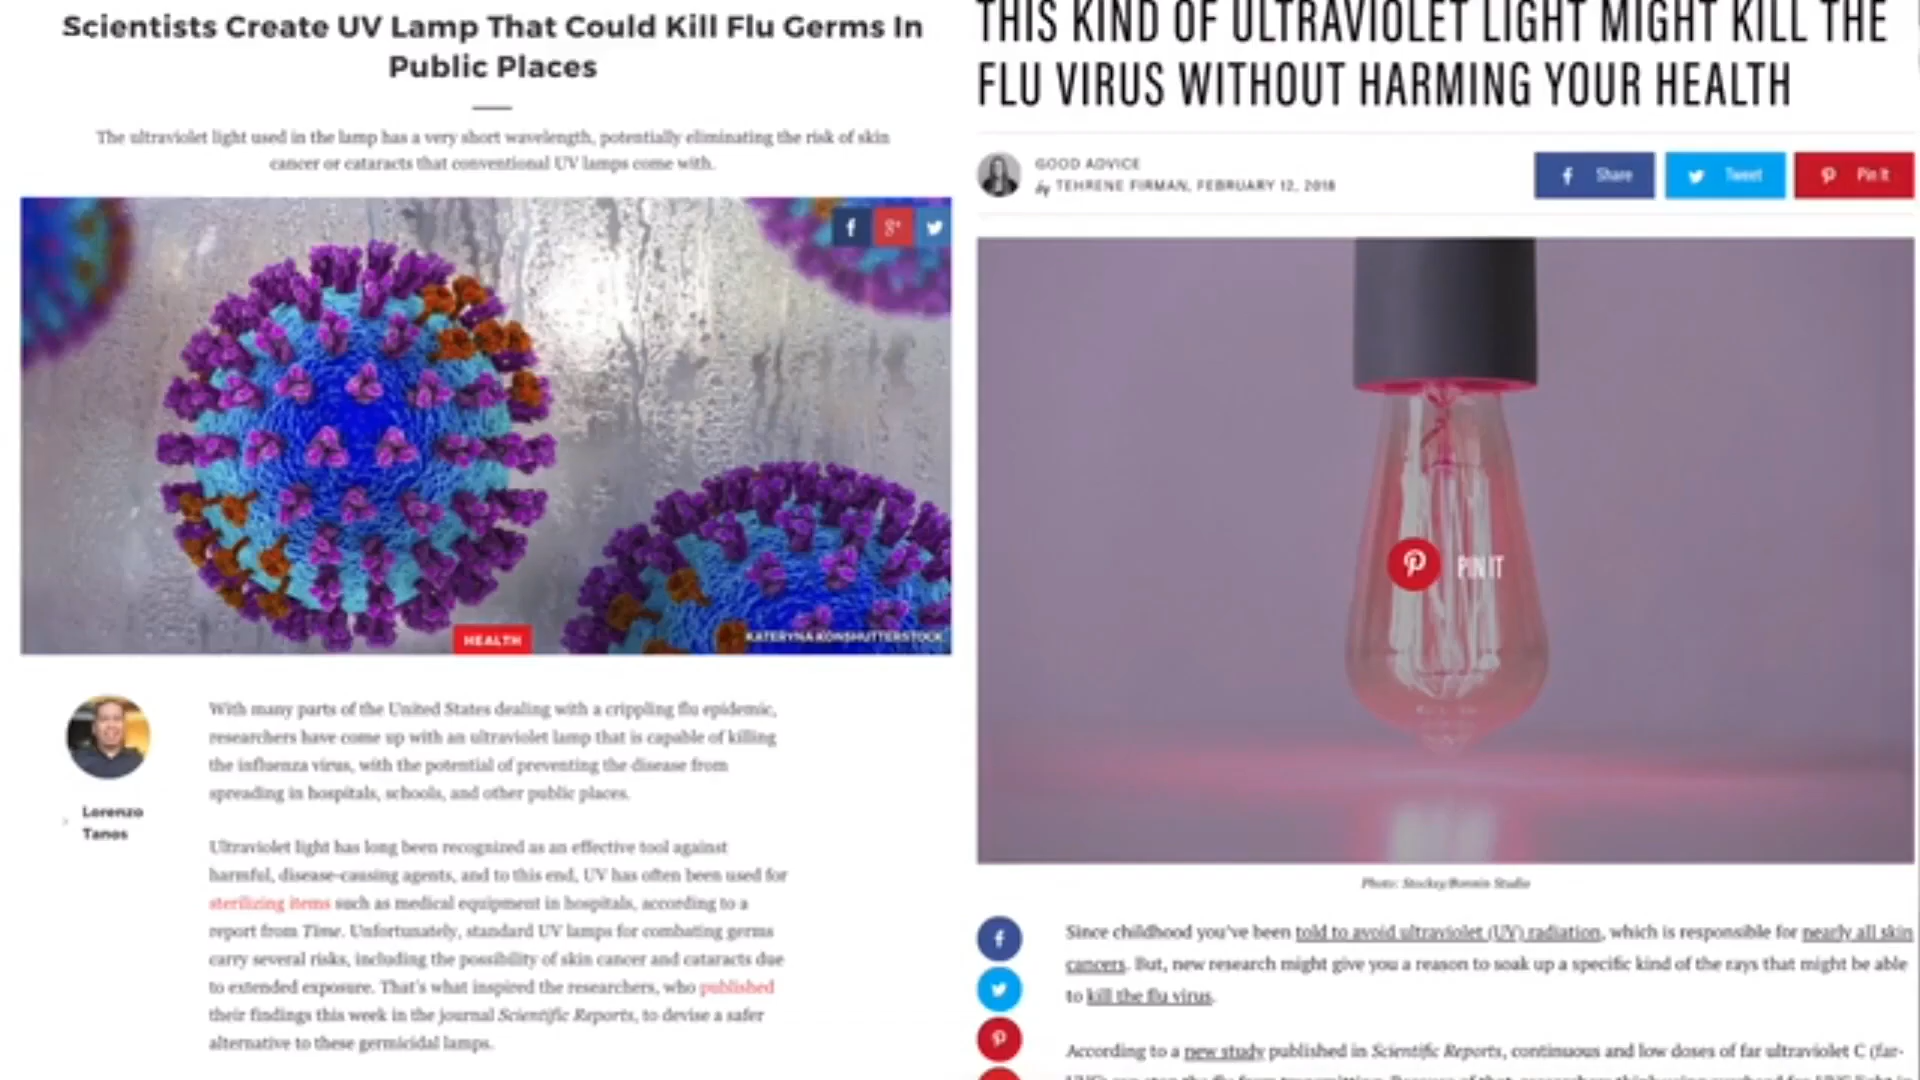 Scientists Create UV Lamp That Could Kill Flu Germs In
Public Places
The ultraviolet light used in the lamp has a very short wavelength, potentially eliminating the risk of skin
cancer or cataracts that conventional UV lamps come with.
f
g+
HEALTH
KATERYNA KON/SHUTTERSTOCK
Lorenzo
Tanos
With many parts of the United States dealing with a crippling flu epidemic,
researchers have come up with an ultraviolet lamp that is capable of killing
the influenza virus, with the potential of preventing the disease from
spreading in hospitals, schools, and other public places.
Ultraviolet light has long been recognized as an effective tool against
harmful, disease-causing agents, and to this end, UV has often been used for
sterilizing items such as medical equipment in hospitals, according to a
report from Time. Unfortunately, standard UV lamps for combating germs
carry several risks, including the possibility of skin cancer and cataracts due
to extended exposure. That's what inspired the researchers, who published
their findings this week in the journal Scientific Reports, to devise a safer
alternative to these germicidal lamps.
THIS KIND OF ULTRAVIOLET LIGHT MIGHT KILL THE
FLU VIRUS WITHOUT HARMING YOUR HEALTH
GOOD ADVICE
by TEHRENE FIRMAN, FEBRUARY 12, 2018
f Share
Tweet
Pin It
PIN IT
Photo: Stocksy/Bonnin Studio
Since childhood you've been told to avoid ultraviolet (UV) radiation, which is responsible for nearly all skin
cancers. But, new research might give you a reason to soak up a specific kind of the rays that might be able
to kill the flu virus.
According to a new study published in Scientific Reports, continuous and low doses of far ultraviolet C (far-